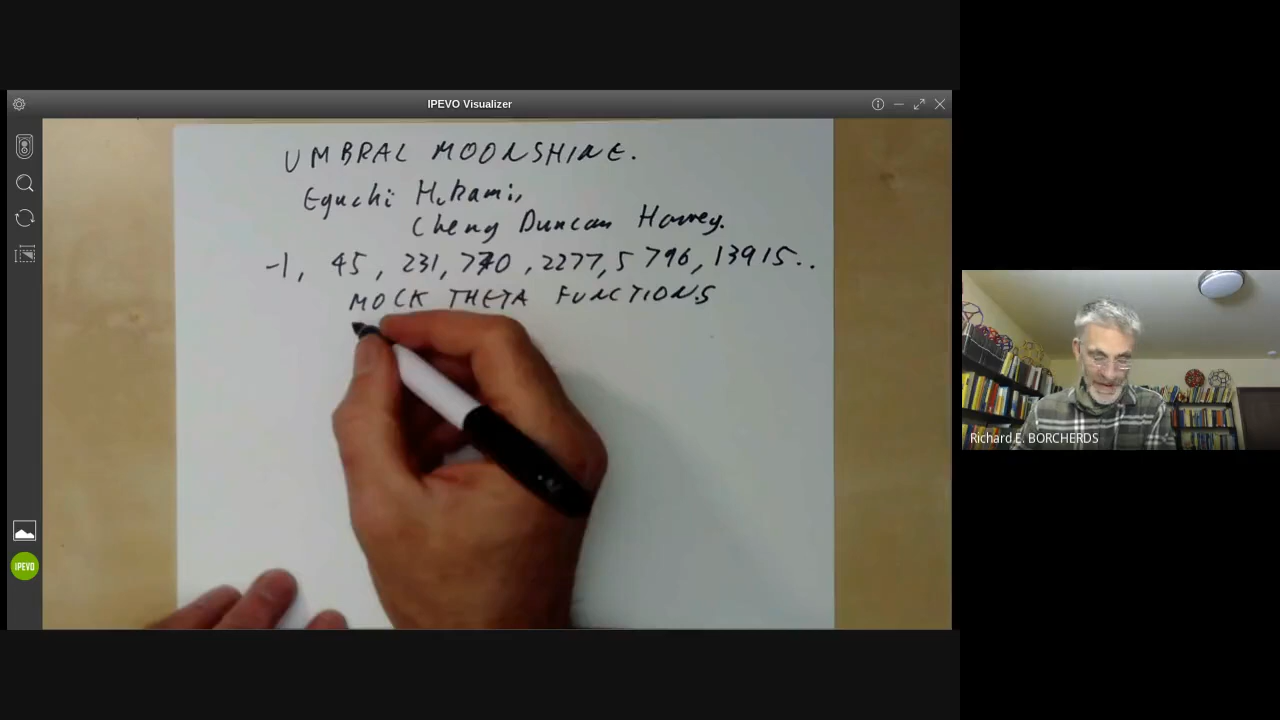 IPEVO Visualizer
UMBRAL MOONSHINE.
Eguchi Hikami,
Cheng Duncan Harvey.
-1, 45, 231, 770, 2277, 5796, 13915..
MOCK THETA FUNCTIONS
Richard E. BORCHERDS
IPEVO